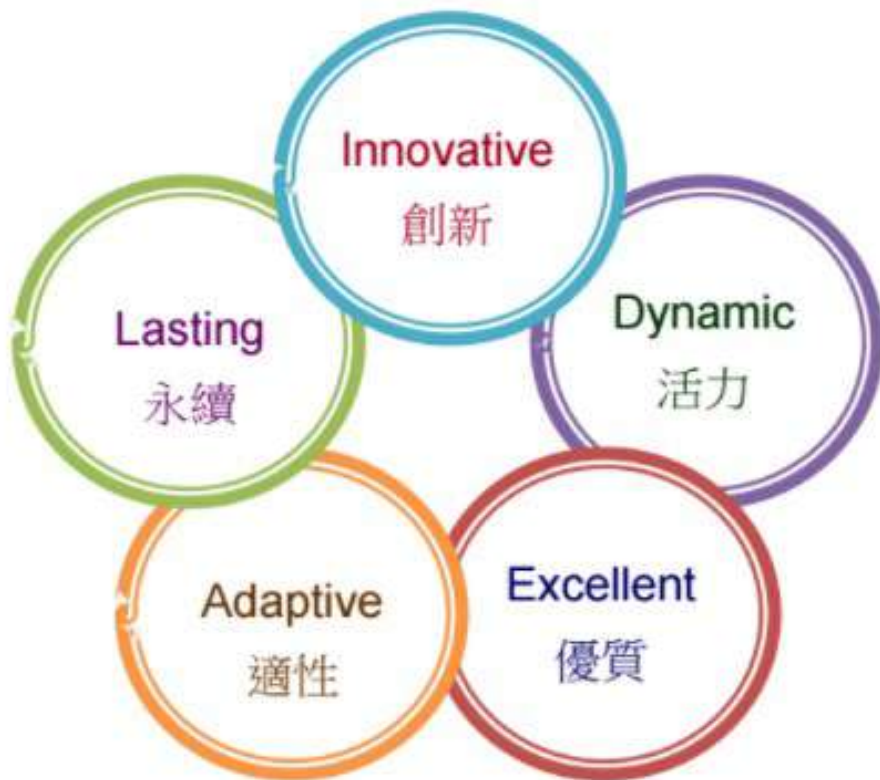 Innovative
創新
Dynamic
活力
Excellent
優質
Adaptive
適性
Lasting
永續